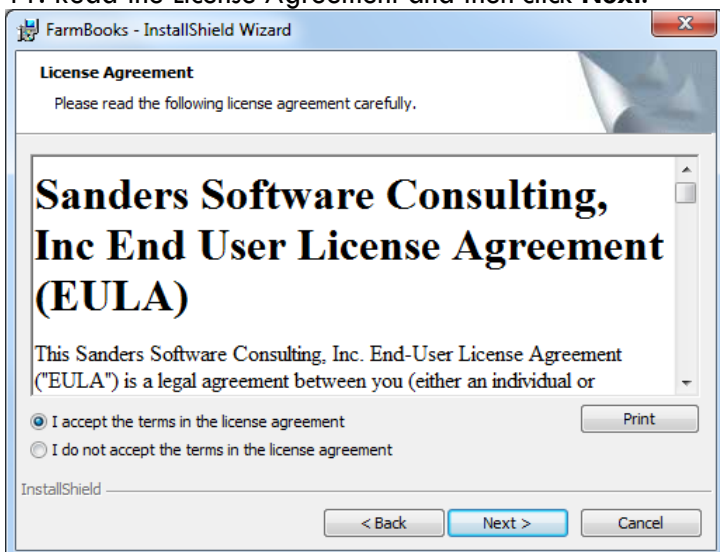 11. Read the License Agreement and then click Next.
FarmBooks - InstallShield Wizard
License Agreement
Please read the following license agreement carefully.
Sanders Software Consulting,
Inc End User License Agreement
(EULA)
This Sanders Software Consulting, Inc. End-User License Agreement
("EULA") is a legal agreement between you (either an individual or
I accept the terms in the license agreement
Print
I do not accept the terms in the license agreement
InstallShield
< Back
Next >
Cancel